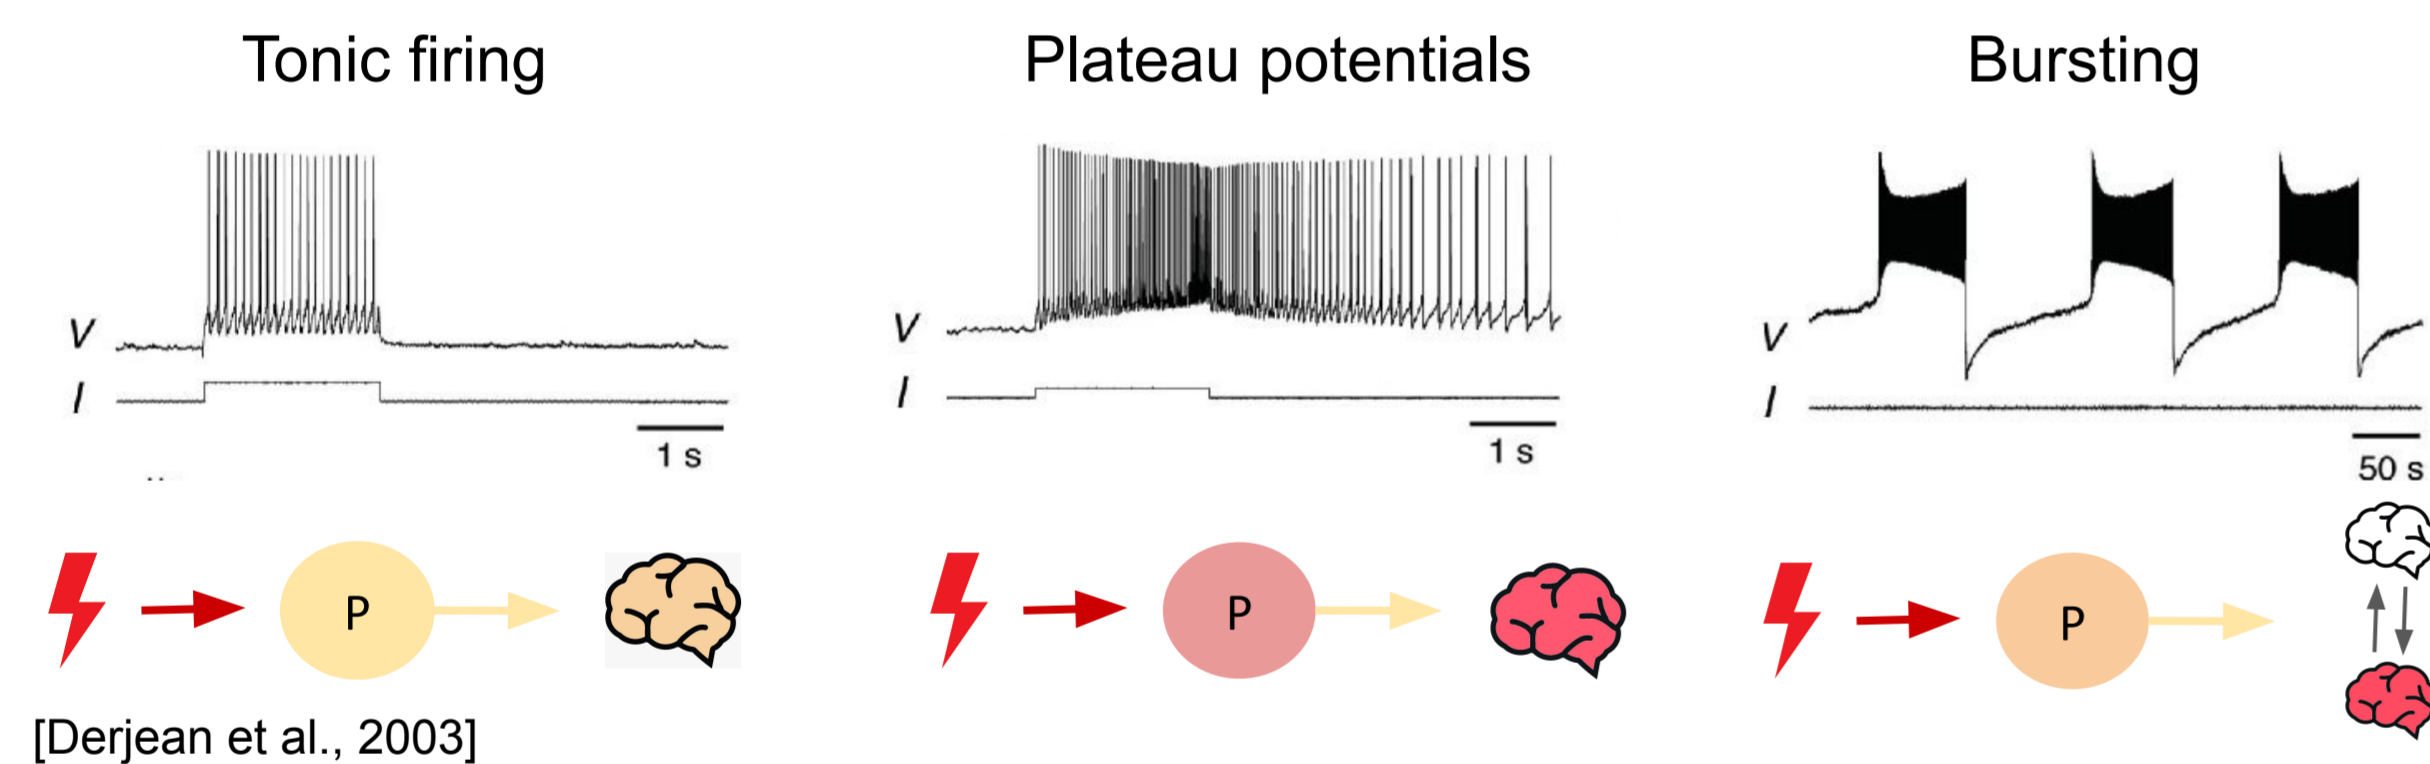 Tonic firing
Plateau potentials
Bursting
V
I
1 s
V
I
1 s
V
I
50 s
P
P
P
[Derjean et al., 2003]